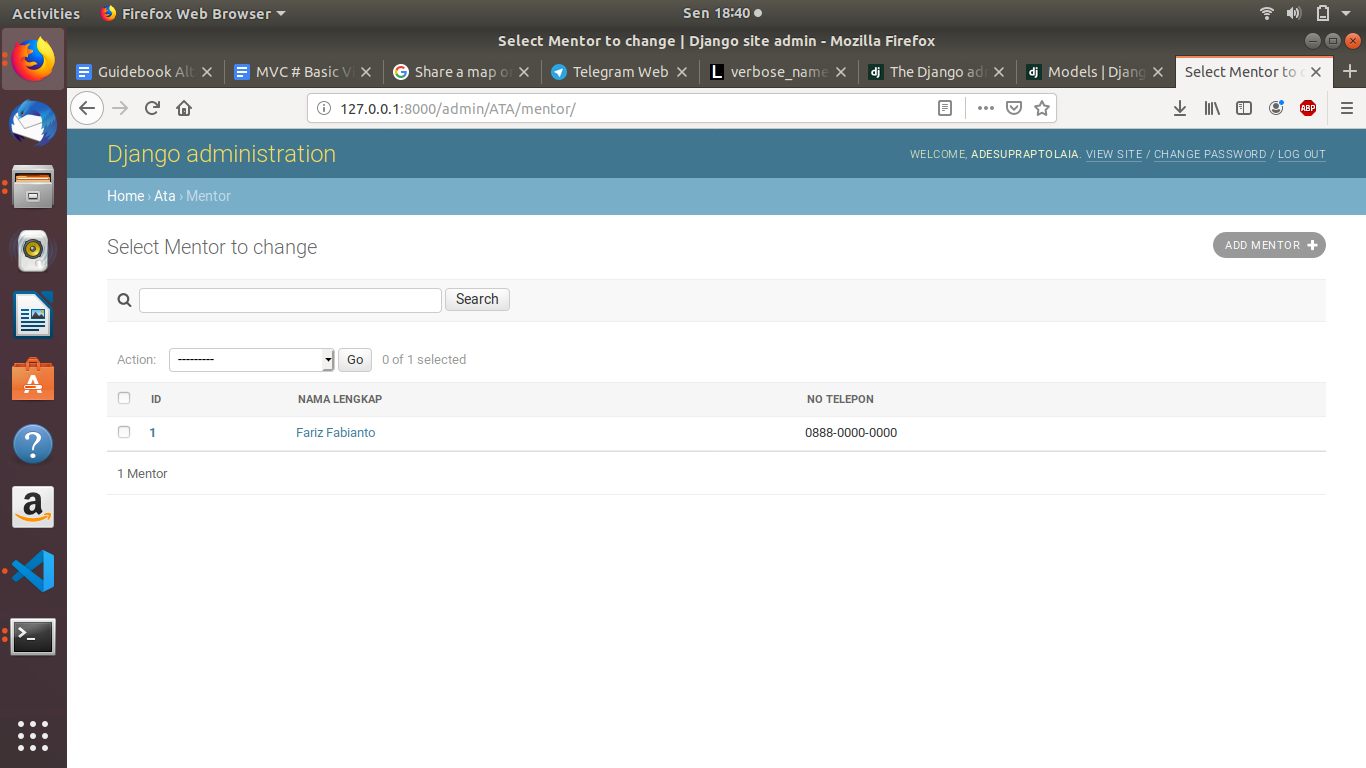 Activities Firefox Web Browser Sen 18:40
Select Mentor to change | Django site admin - Mozilla Firefox
Guidebook Alt MVC # Basic V Share a map or Telegram Web verbose_name The Django ad Models | Djang Select Mentor to c
127.0.0.1:8000/admin/ATA/mentor/ ABP
Django administration WELCOME, ADESUPRAPTOLAIA. VIEW SITE / CHANGE PASSWORD / LOG OUT
Home › Ata › Mentor
Select Mentor to change ADD MENTOR +
Search
Action: --------- Go 0 of 1 selected
ID NAMA LENGKAP NO TELEPON
1 Fariz Fabianto 0888-0000-0000
1 Mentor